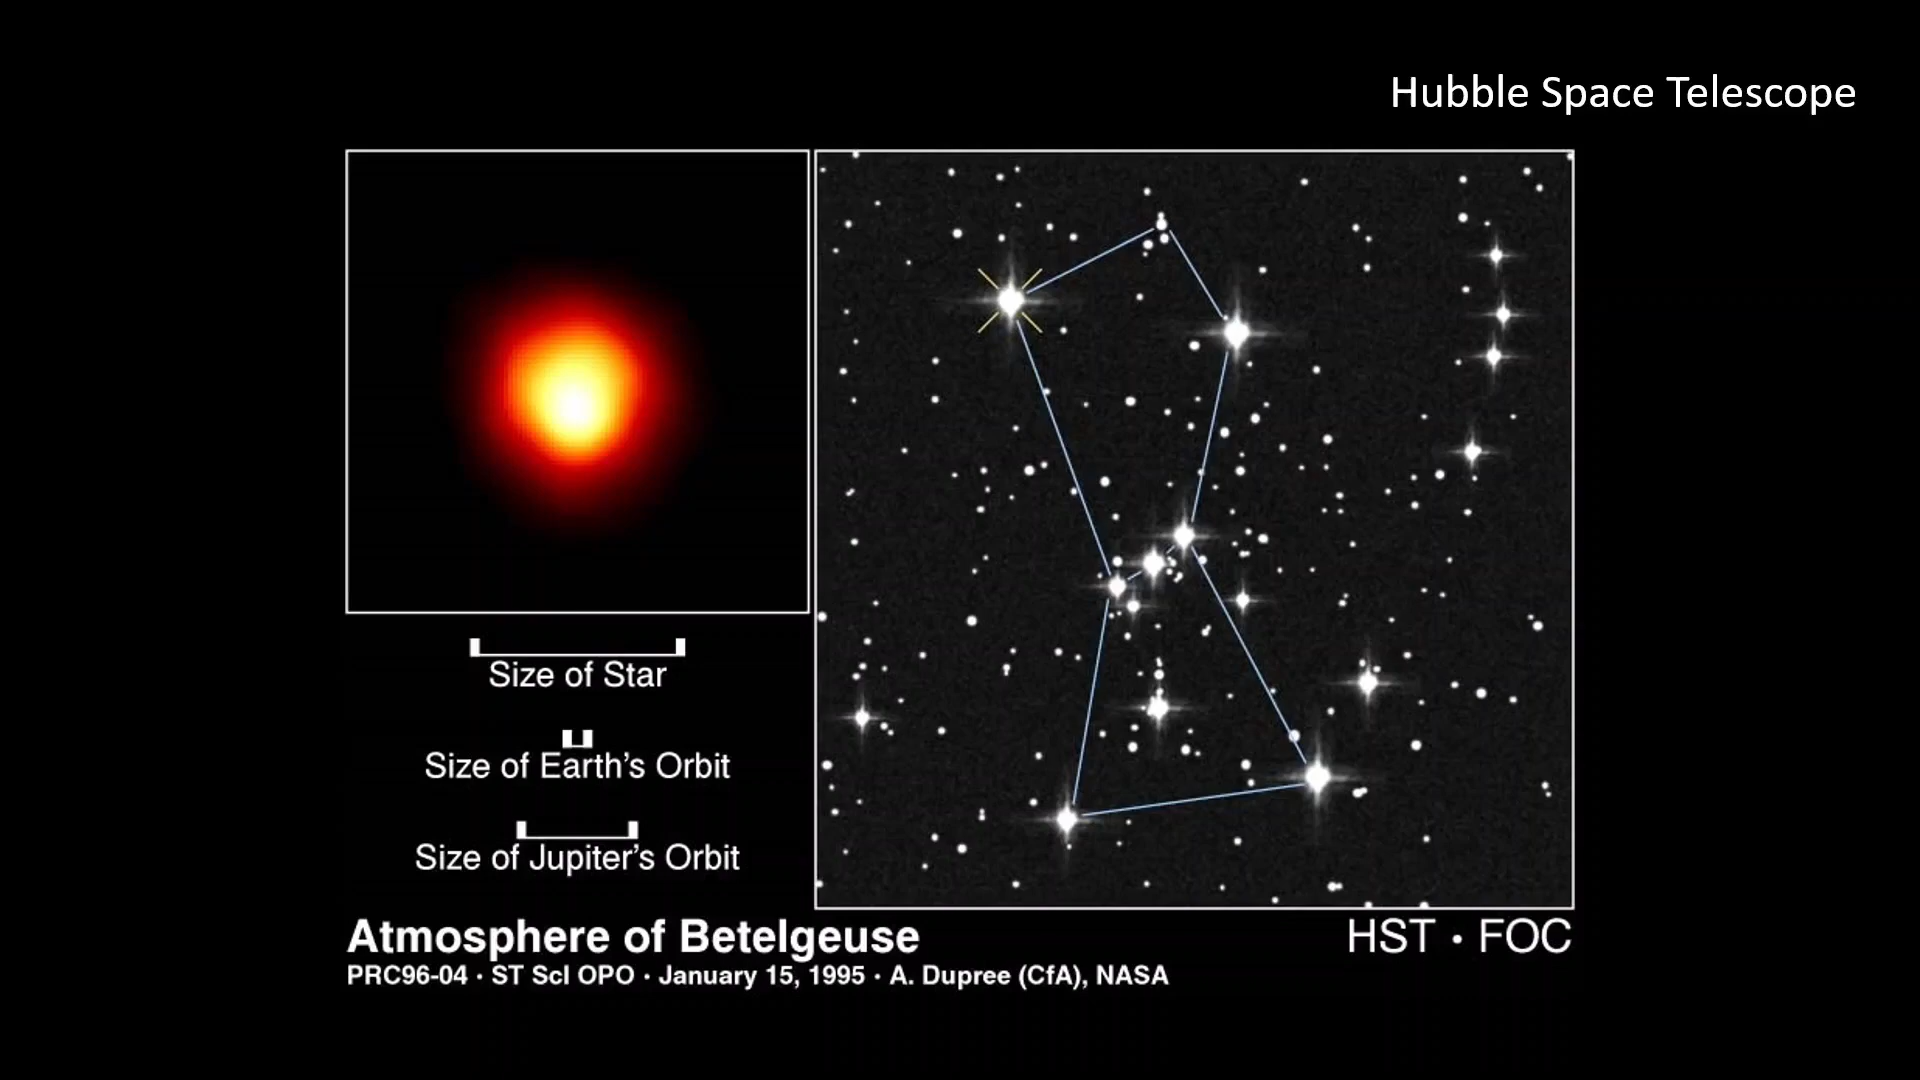 Hubble Space Telescope
Size of Star
Size of Earth's Orbit
Size of Jupiter's Orbit
Atmosphere of Betelgeuse
HST · FOC
PRC96-04 · ST ScI OPO · January 15, 1995 · A. Dupree (CfA), NASA